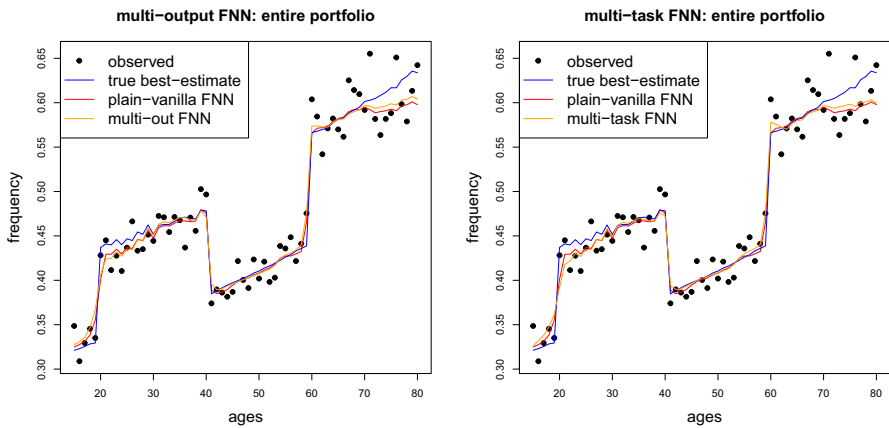 multi−output FNN: entire portfolio
observed
true best−estimate
plain−vanilla FNN
multi−out FNN
frequency
0.65
0.60
0.55
0.50
0.45
0.40
0.35
0.30
20 30 40 50 60 70 80
ages
multi−task FNN: entire portfolio
observed
true best−estimate
plain−vanilla FNN
multi−task FNN
frequency
0.65
0.60
0.55
0.50
0.45
0.40
0.35
0.30
20 30 40 50 60 70 80
ages